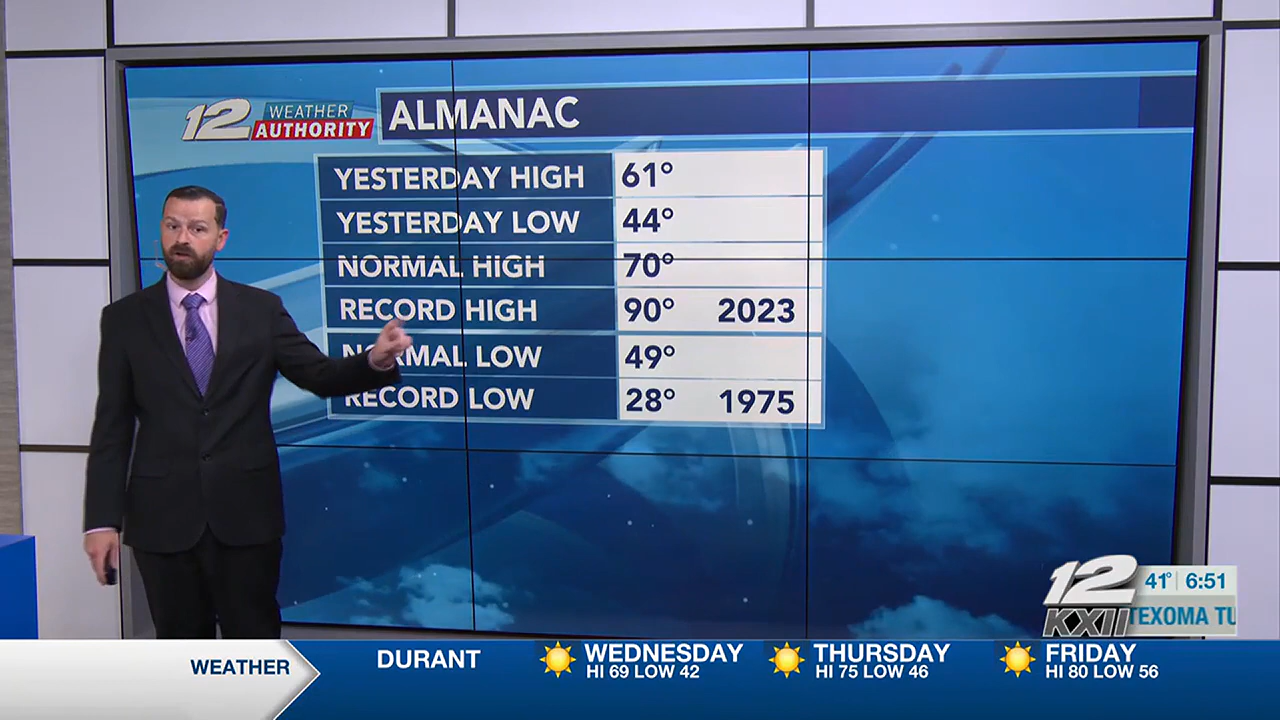 12 WEATHER AUTHORITY
ALMANAC
YESTERDAY HIGH 61°
YESTERDAY LOW 44°
NORMAL HIGH 70°
RECORD HIGH 90° 2023
NORMAL LOW 49°
RECORD LOW 28° 1975
12 41° 6:51
KXII TEXOMA TU
WEATHER
DURANT
WEDNESDAY
HI 69 LOW 42
THURSDAY
HI 75 LOW 46
FRIDAY
HI 80 LOW 56